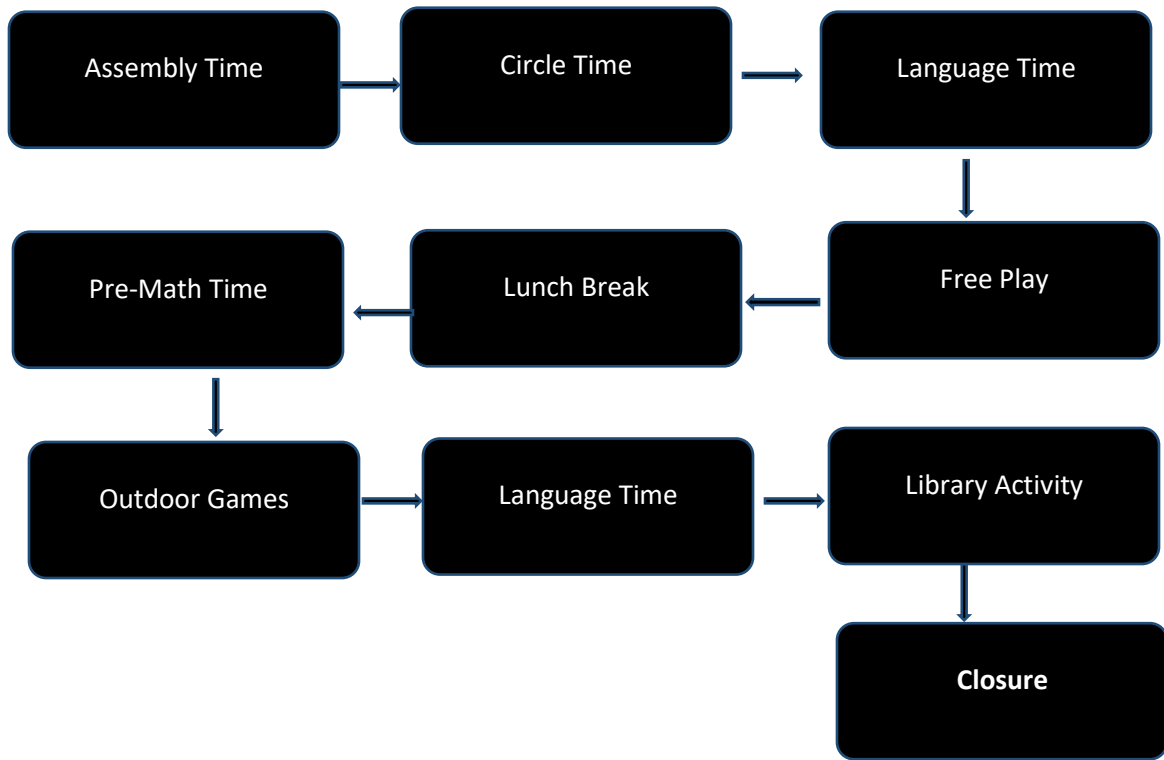 Assembly Time
Circle Time
Language Time
Free Play
Lunch Break
Pre-Math Time
Outdoor Games
Language Time
Library Activity
Closure